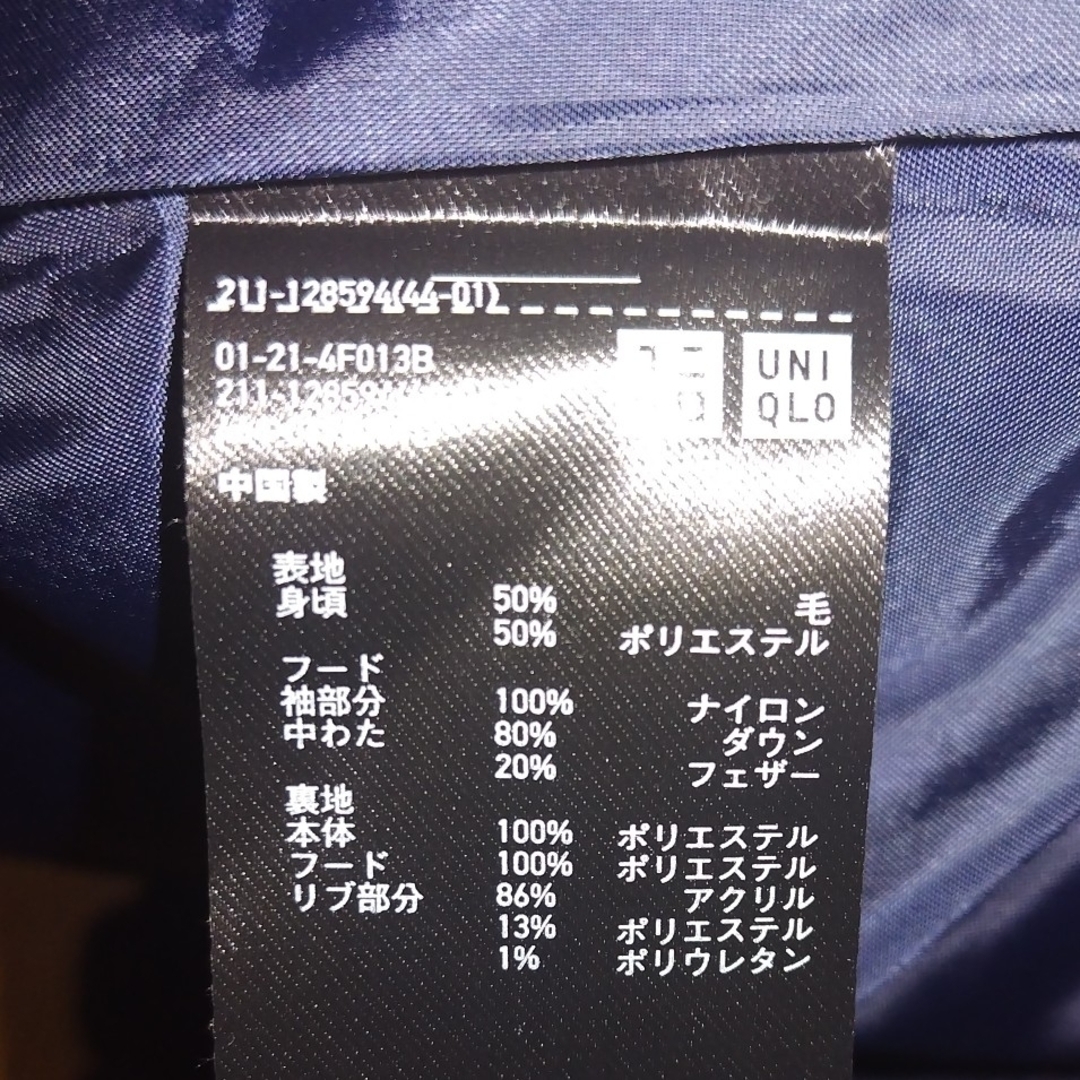 211-128594(44-01)
01-21-4F013B
UNI
QLO
中国製
表地
身頃 50% 毛
50% ポリエステル
フード
袖部分 100% ナイロン
中わた 80% ダウン
20% フェザー
裏地
本体 100% ポリエステル
フード 100% ポリエステル
リブ部分 86% アクリル
13% ポリエステル
1% ポリウレタン